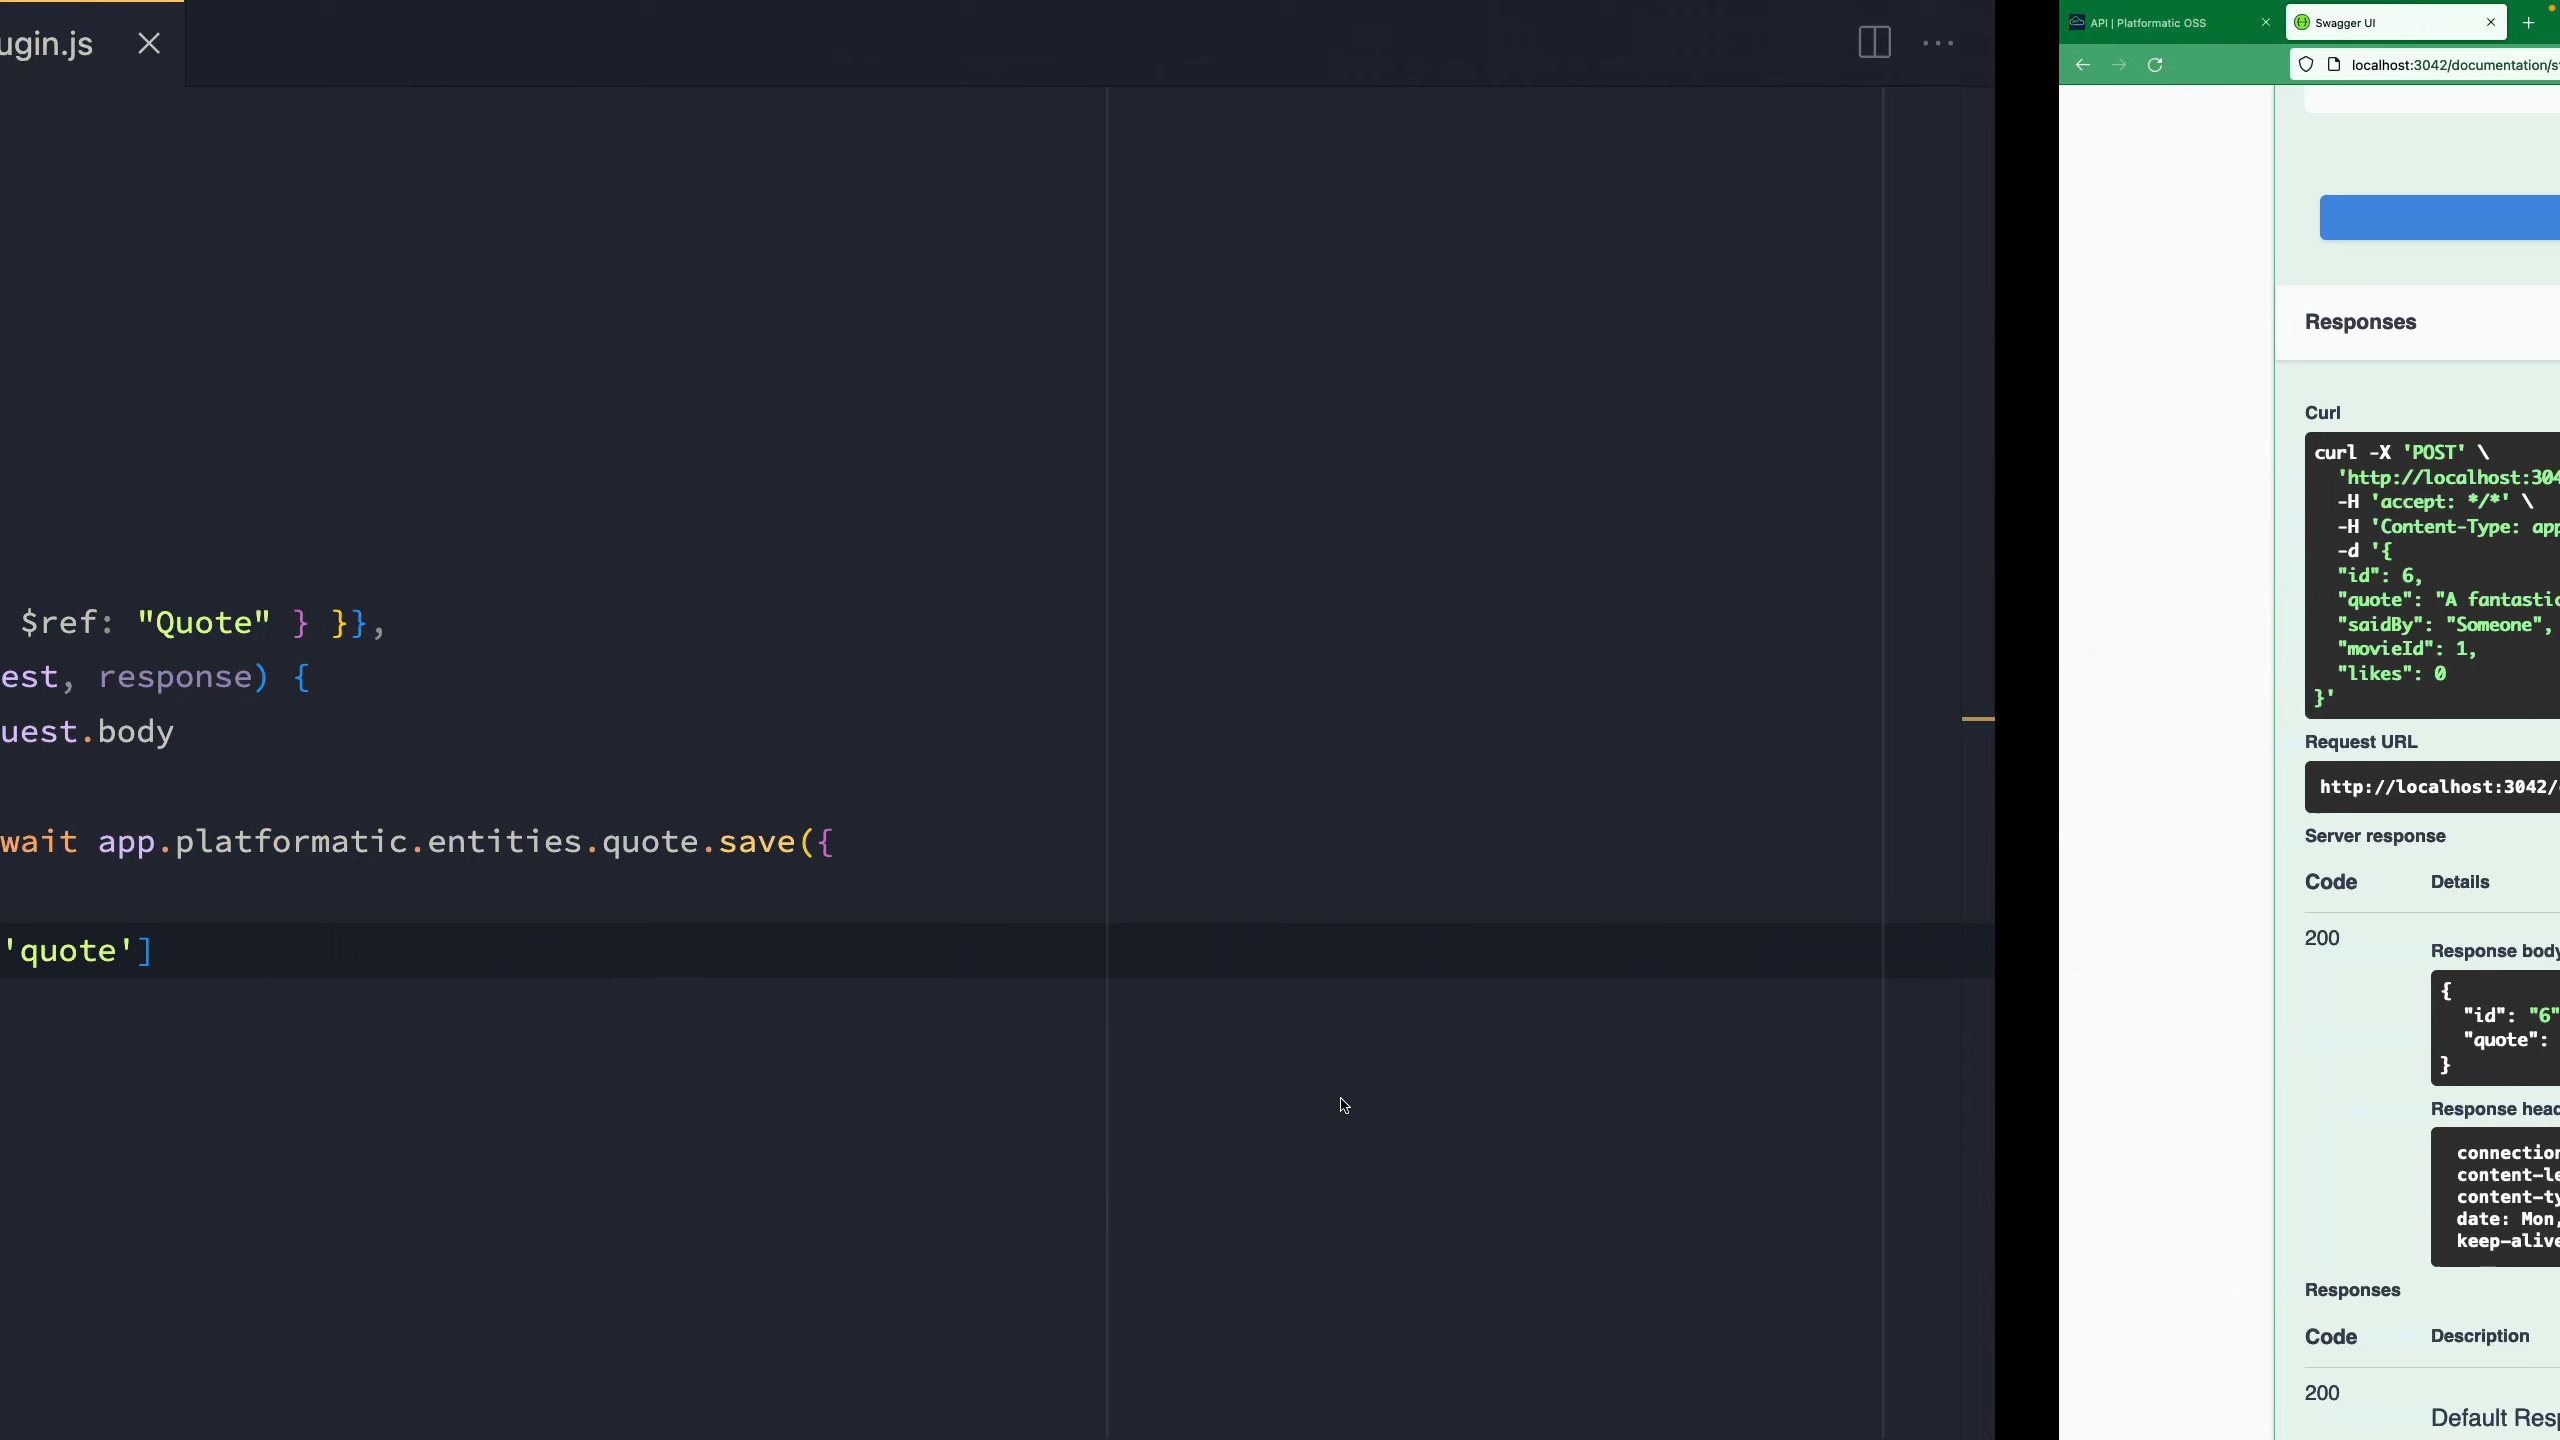 ugin.js
$ref: "Quote" } }},
est, response) {
uest.body
wait app.platformatic.entities.quote.save({
'quote']
API | Platformatic OSS
Swagger UI
localhost:3042/documentation/s
Responses
Curl
curl -X 'POST' \
'http://localhost:304
-H 'accept: */*' \
-H 'Content-Type: app
-d '{
"id": 6,
"quote": "A fantastic
"saidBy": "Someone",
"movieId": 1,
"likes": 0
}'
Request URL
http://localhost:3042/
Server response
Code Details
200
Response body
{
"id": "6"
"quote":
}
Response head
connection
content-le
content-ty
date: Mon,
keep-alive
Responses
Code Description
200
Default Resp